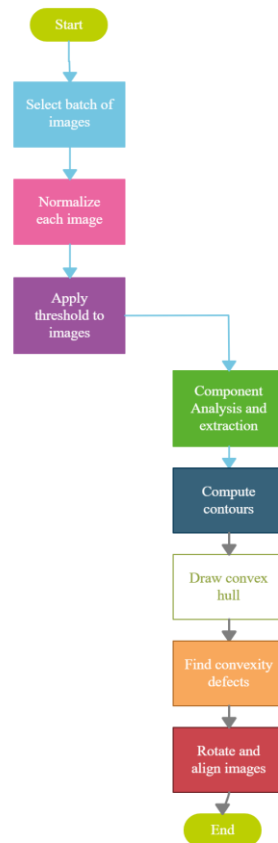 Start
Select batch of
images
Normalize
each image
Apply
threshold to
images
Component
Analysis and
extraction
Compute
contours
Draw convex
hull
Find convexity
defects
Rotate and
align images
End